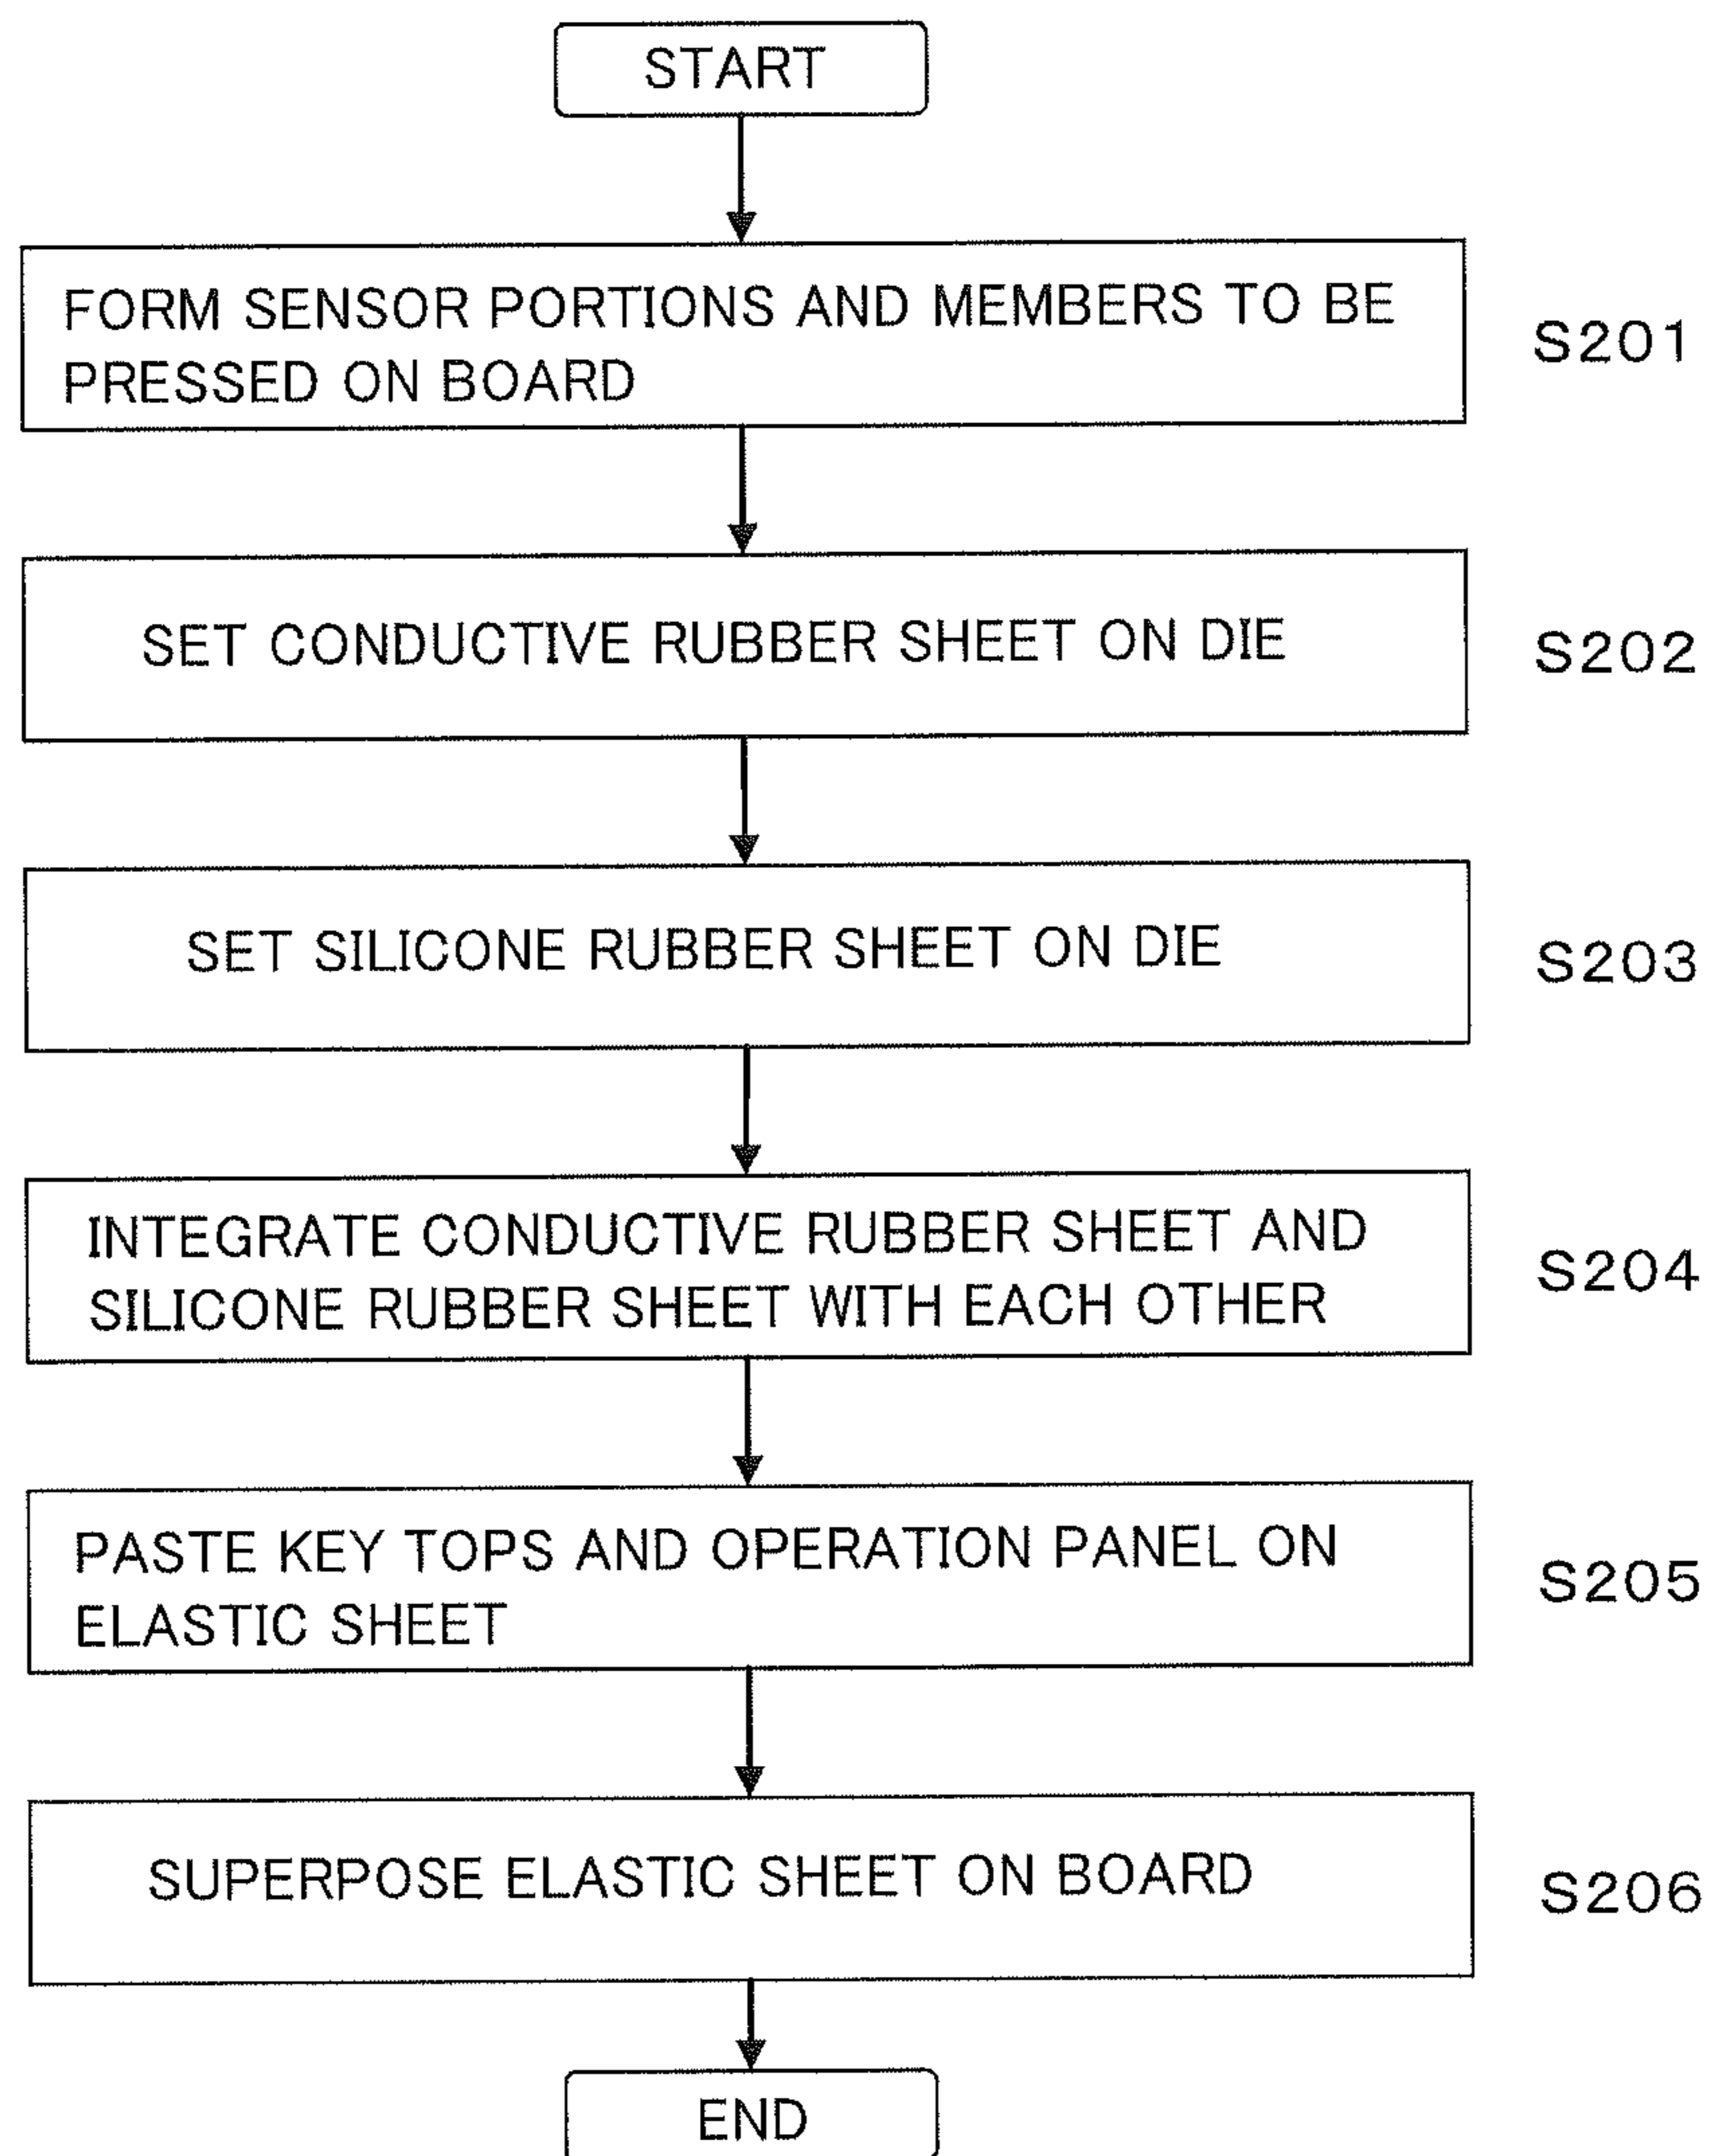 START
FORM SENSOR PORTIONS AND MEMBERS TO BE
PRESSED ON BOARD
S201
SET CONDUCTIVE RUBBER SHEET ON DIE
S202
SET SILICONE RUBBER SHEET ON DIE
S203
INTEGRATE CONDUCTIVE RUBBER SHEET AND
SILICONE RUBBER SHEET WITH EACH OTHER
S204
PASTE KEY TOPS AND OPERATION PANEL ON
ELASTIC SHEET
S205
SUPERPOSE ELASTIC SHEET ON BOARD
S206
END